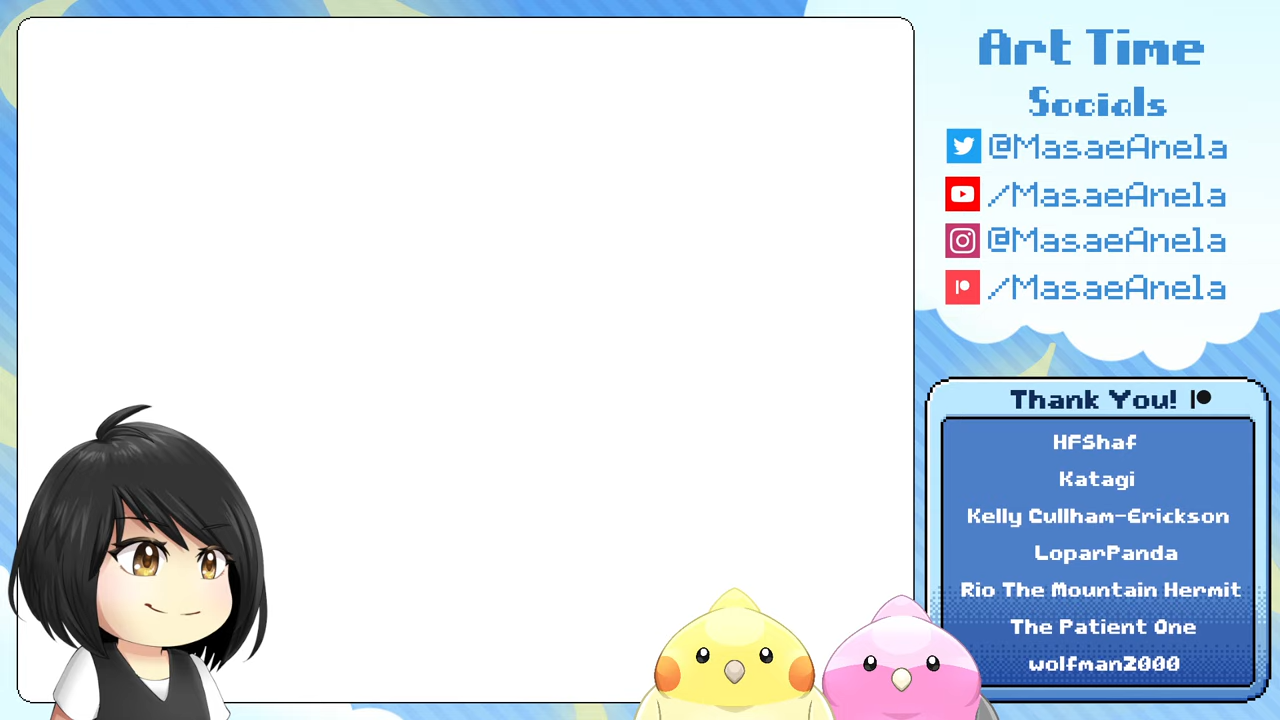 Art Time
Socials
@MasaeAnela
/MasaeAnela
@MasaeAnela
/MasaeAnela
Thank You!
HFShaf
Katagi
Kelly Cullham-Erickson
LoparPanda
Rio The Mountain Hermit
The Patient One
wolfman2000